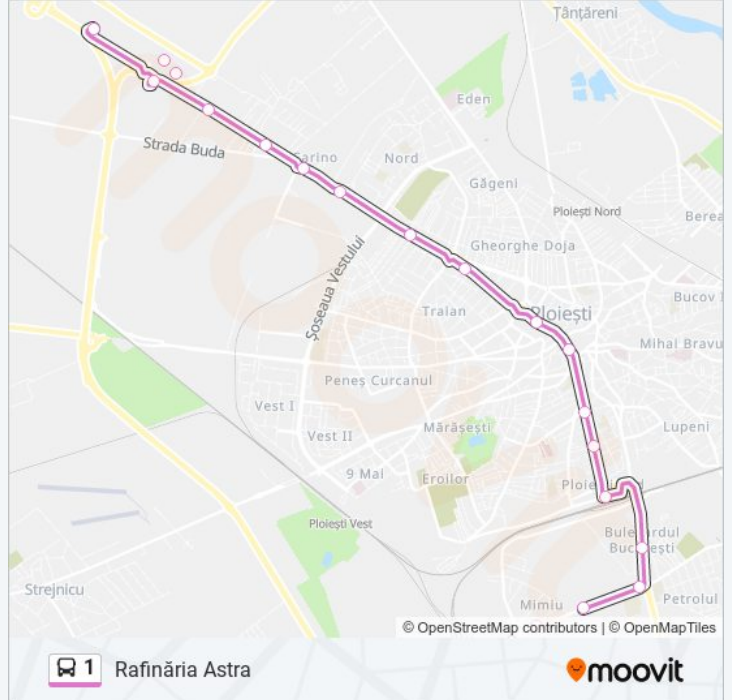 Țânțăreni
Eden
Strada Buda
Nord
Găgeni
Ploiești Nord
Gheorghe Doja
Șoseaua Vestului
Bucov
Traian
Ploiești
Mihai Bravu
Peneș Curcanul
Vest I
Vest II
Mărășești
Lupeni
9 Mai
Eroilor
Ploiești Vest
Bulevardul
București
Strejnicu
Mimiu
Petrolul
© OpenStreetMap contributors | © OpenMapTiles
1 Rafinăria Astra
moovit